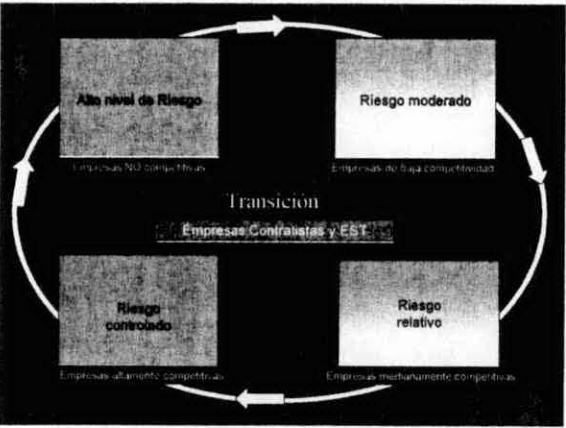 Alto nivel de Riesgo
Riesgo moderado
Empresas NO competitivas
Empresas de baja competitividad
Transición
Empresas Contratistas y EST
Riesgo
controlado
Riesgo
relativo
Empresas altamente competitivas
Empresas medianamente competitivas